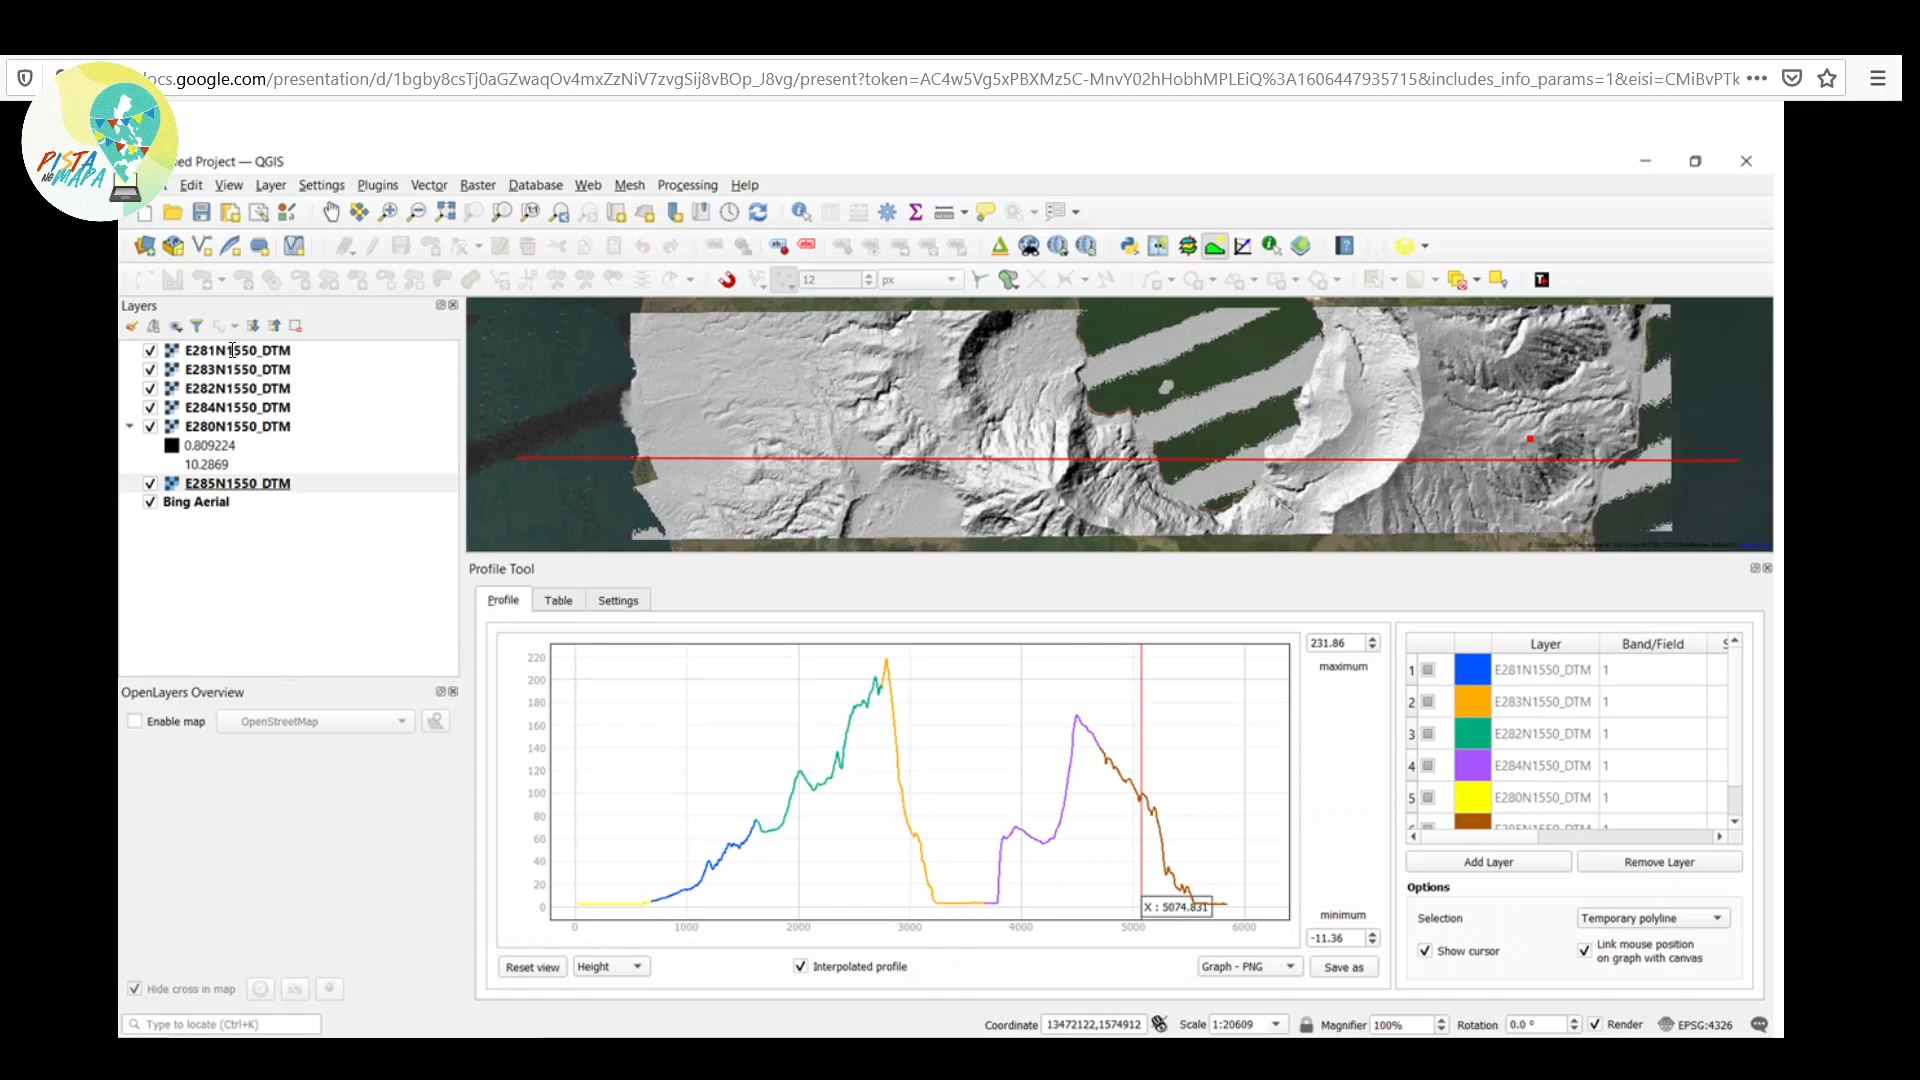 ocs.google.com/presentation/d/1bgby8csTj0aGZwaqOv4mxZzNiV7zvgSij8vBOp_J8vg/present?token=AC4w5Vg5xPBXMz5C-MnvY02hHobhMPLEiQ%3A1606447935715&includes_info_params=1&eisi=CMiBvPTk
PISTA
NG MAPA
ed Project — QGIS
Edit View Layer Settings Plugins Vector Raster Database Web Mesh Processing Help
12 px
Layers
E281N1550_DTM
E283N1550_DTM
E282N1550_DTM
E284N1550_DTM
E280N1550_DTM
0.809224
10.2869
E285N1550_DTM
Bing Aerial
OpenLayers Overview
Enable map OpenStreetMap
Hide cross in map
Type to locate (Ctrl+K)
Profile Tool
Profile Table Settings
220
200
180
160
140
120
100
80
60
40
20
0
0 1000 2000 3000 4000 5000 6000
X : 5074.831
231.86
maximum
minimum
-11.36
Reset view Height Interpolated profile Graph - PNG Save as
Layer Band/Field S
1 E281N1550_DTM 1
2 E283N1550_DTM 1
3 E282N1550_DTM 1
4 E284N1550_DTM 1
5 E280N1550_DTM 1
6 E285N1550_DTM 1
Add Layer Remove Layer
Options
Selection Temporary polyline
Show cursor Link mouse position on graph with canvas
Coordinate 13472122,1574912 Scale 1:20609 Magnifier 100% Rotation 0.0 ° Render EPSG:4326